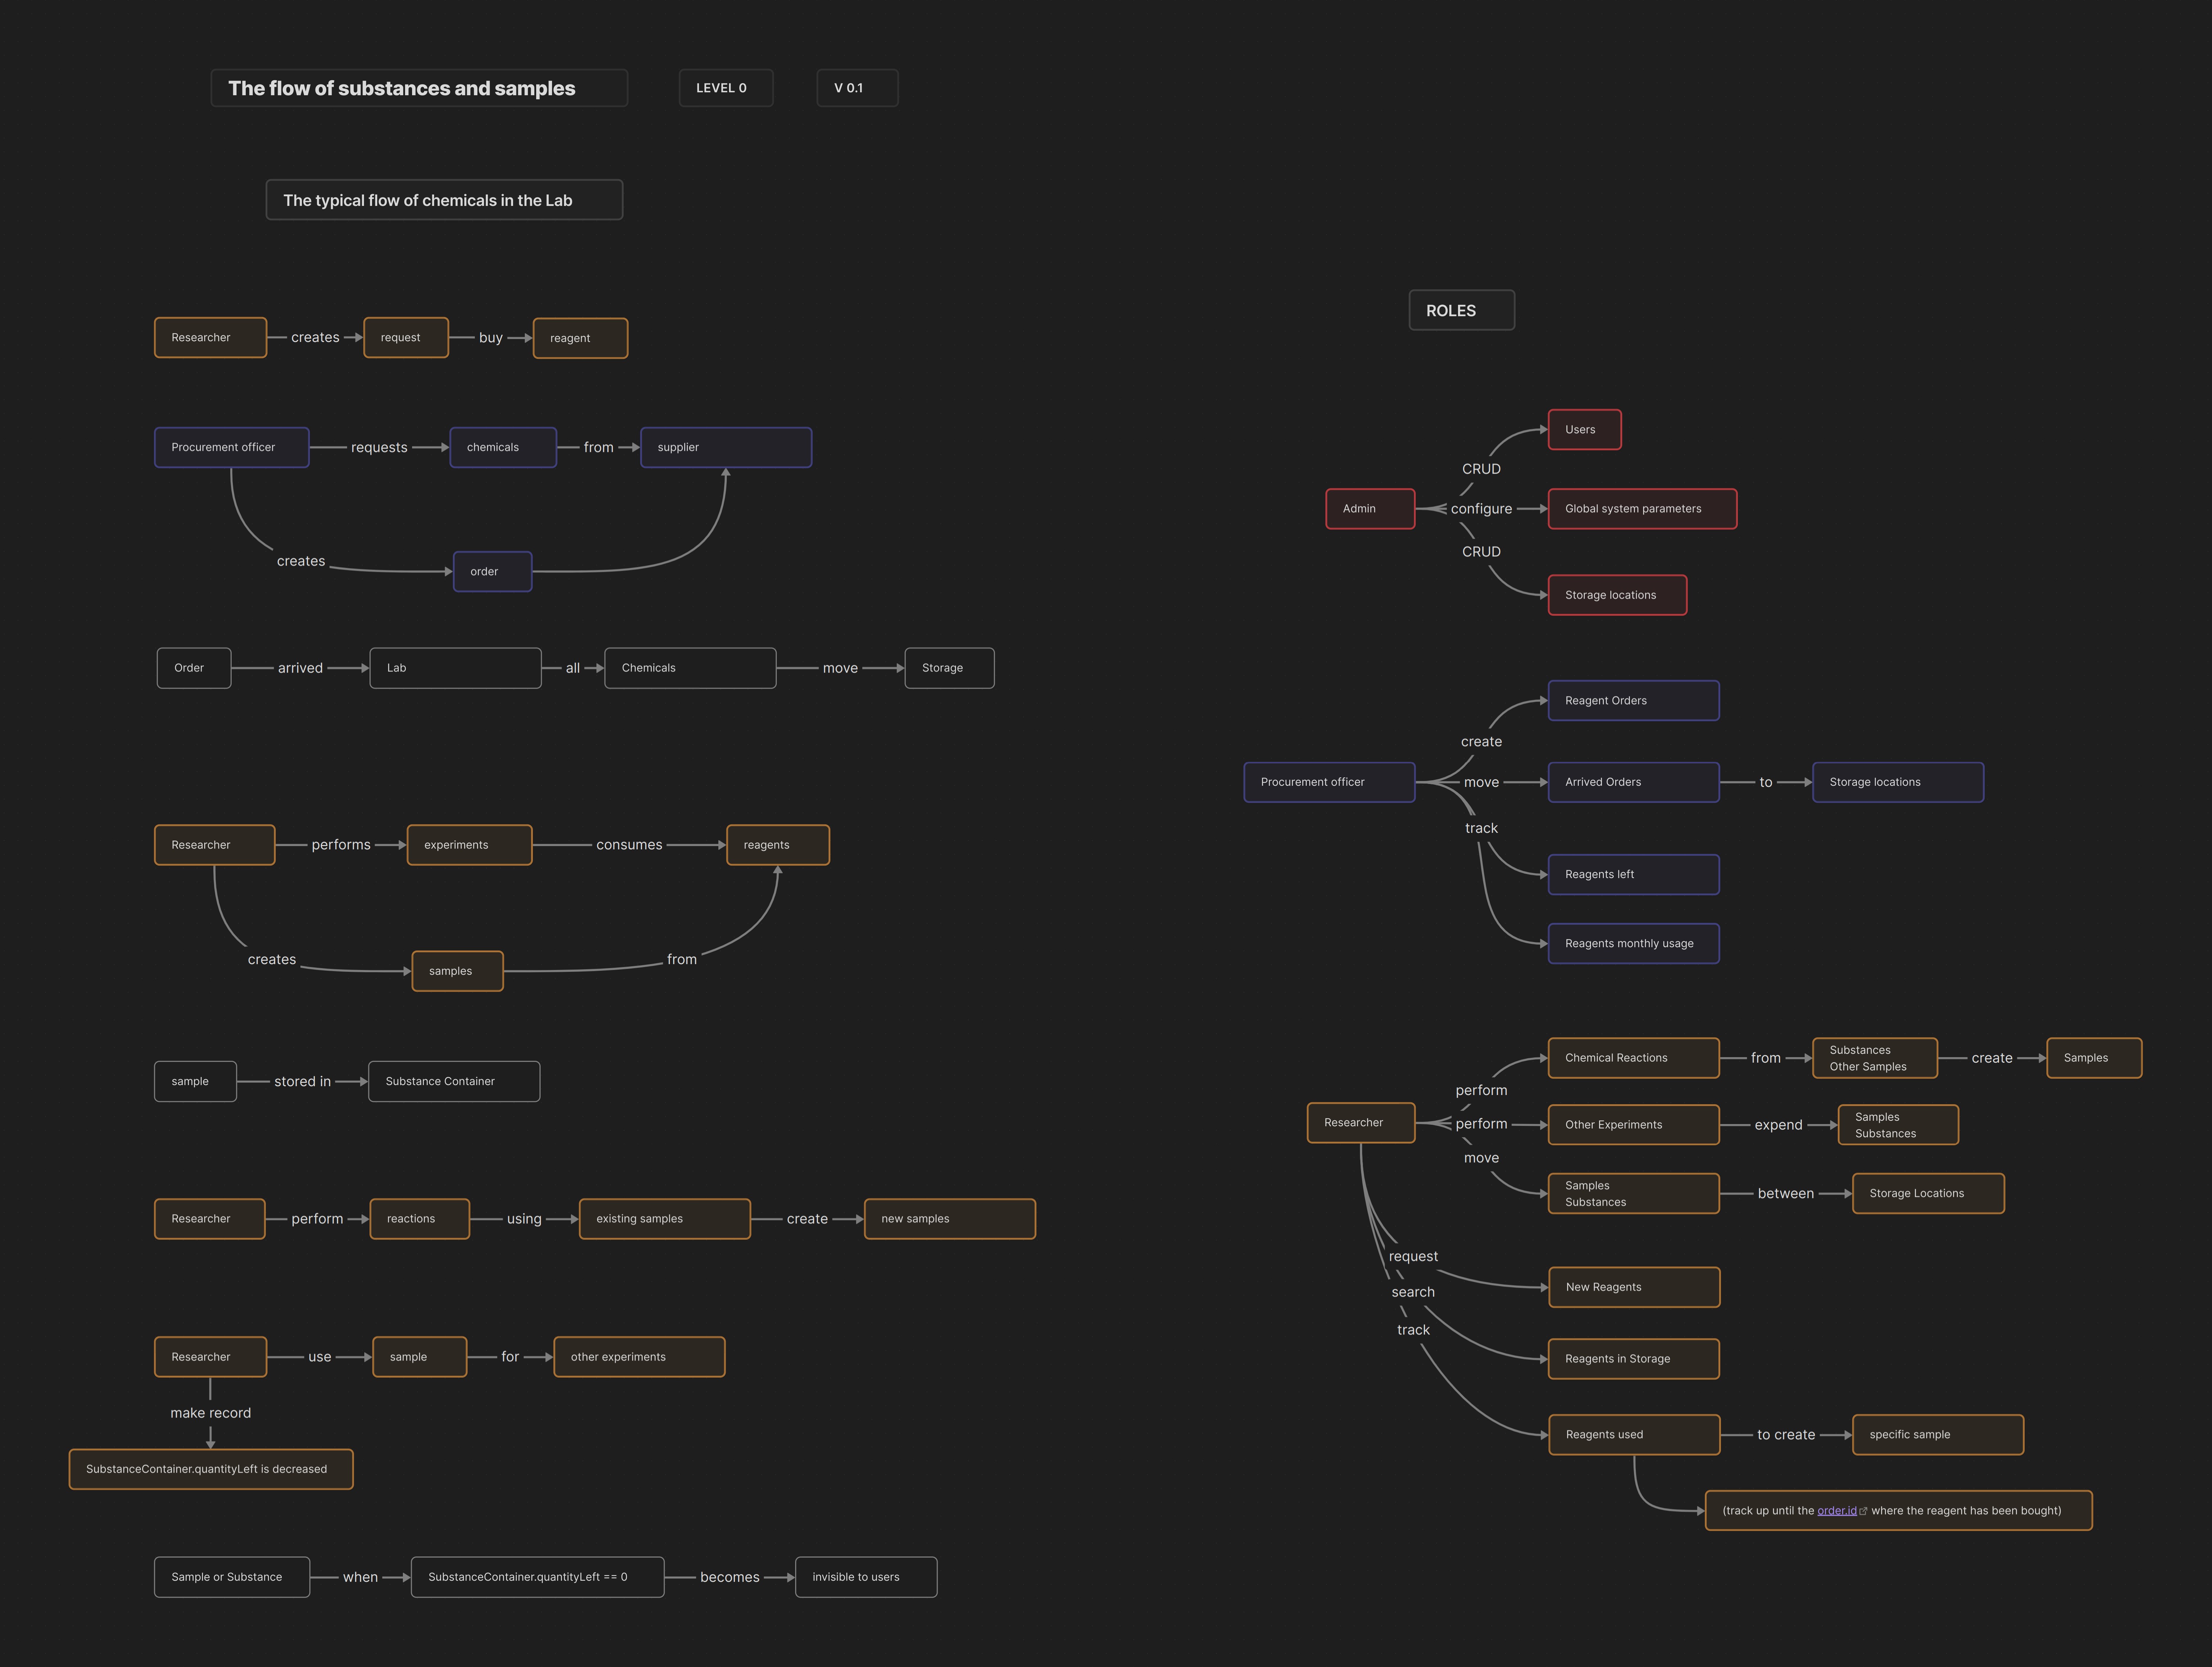 The flow of substances and samples
LEVEL 0
V 0.1
The typical flow of chemicals in the Lab
Researcher
creates
request
buy
reagent
Procurement officer
requests
chemicals
from
supplier
creates
order
Order
arrived
Lab
all
Chemicals
move
Storage
Researcher
performs
experiments
consumes
reagents
creates
samples
from
sample
stored in
Substance Container
Researcher
perform
reactions
using
existing samples
create
new samples
Researcher
use
sample
for
other experiments
make record
SubstanceContainer.quantityLeft is decreased
Sample or Substance
when
SubstanceContainer.quantityLeft == 0
becomes
invisible to users
ROLES
Admin
CRUD
Users
configure
Global system parameters
CRUD
Storage locations
Procurement officer
create
Reagent Orders
move
Arrived Orders
to
Storage locations
track
Reagents left
Reagents monthly usage
Researcher
perform
Chemical Reactions
from
Substances
Other Samples
create
Samples
perform
Other Experiments
expend
Samples
Substances
move
Samples
Substances
between
Storage Locations
request
New Reagents
search
Reagents in Storage
track
Reagents used
to create
specific sample
(track up until the order.id where the reagent has been bought)